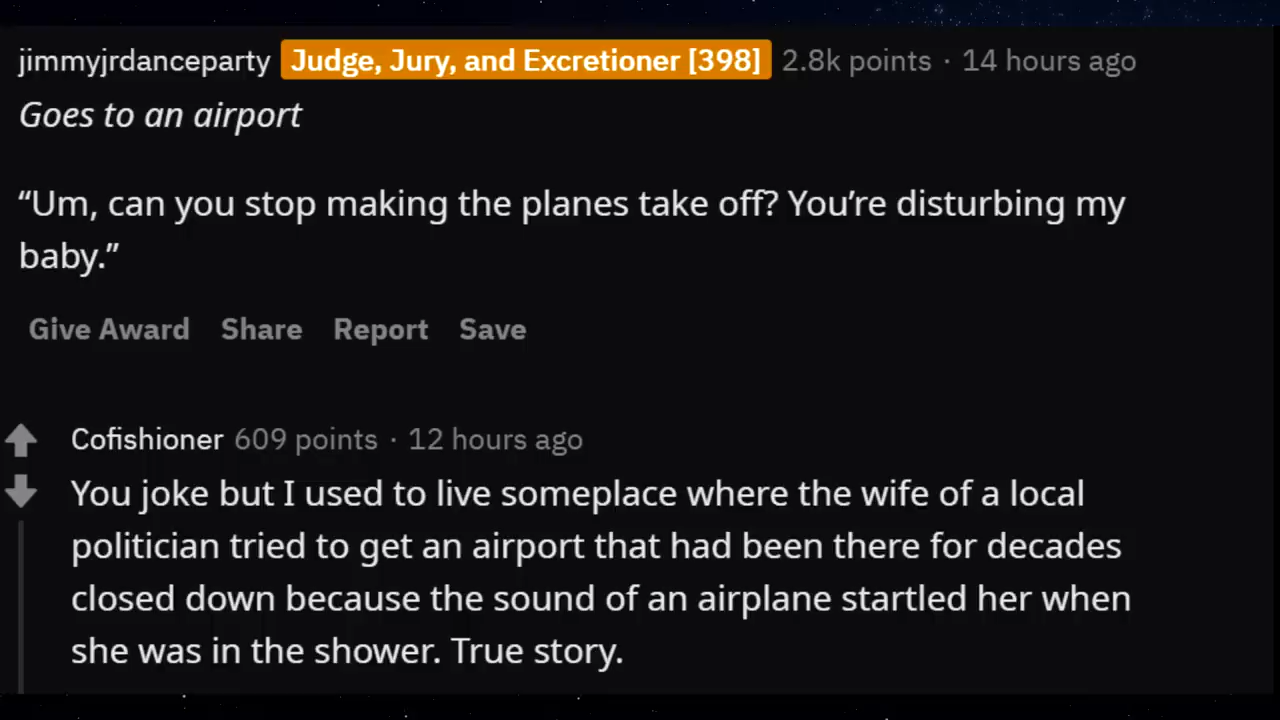 jimmyjrdanceparty Judge, Jury, and Excretioner [398] 2.8k points · 14 hours ago
Goes to an airport
“Um, can you stop making the planes take off? You’re disturbing my
baby.”
Give Award Share Report Save
Cofishioner 609 points · 12 hours ago
You joke but I used to live someplace where the wife of a local
politician tried to get an airport that had been there for decades
closed down because the sound of an airplane startled her when
she was in the shower. True story.